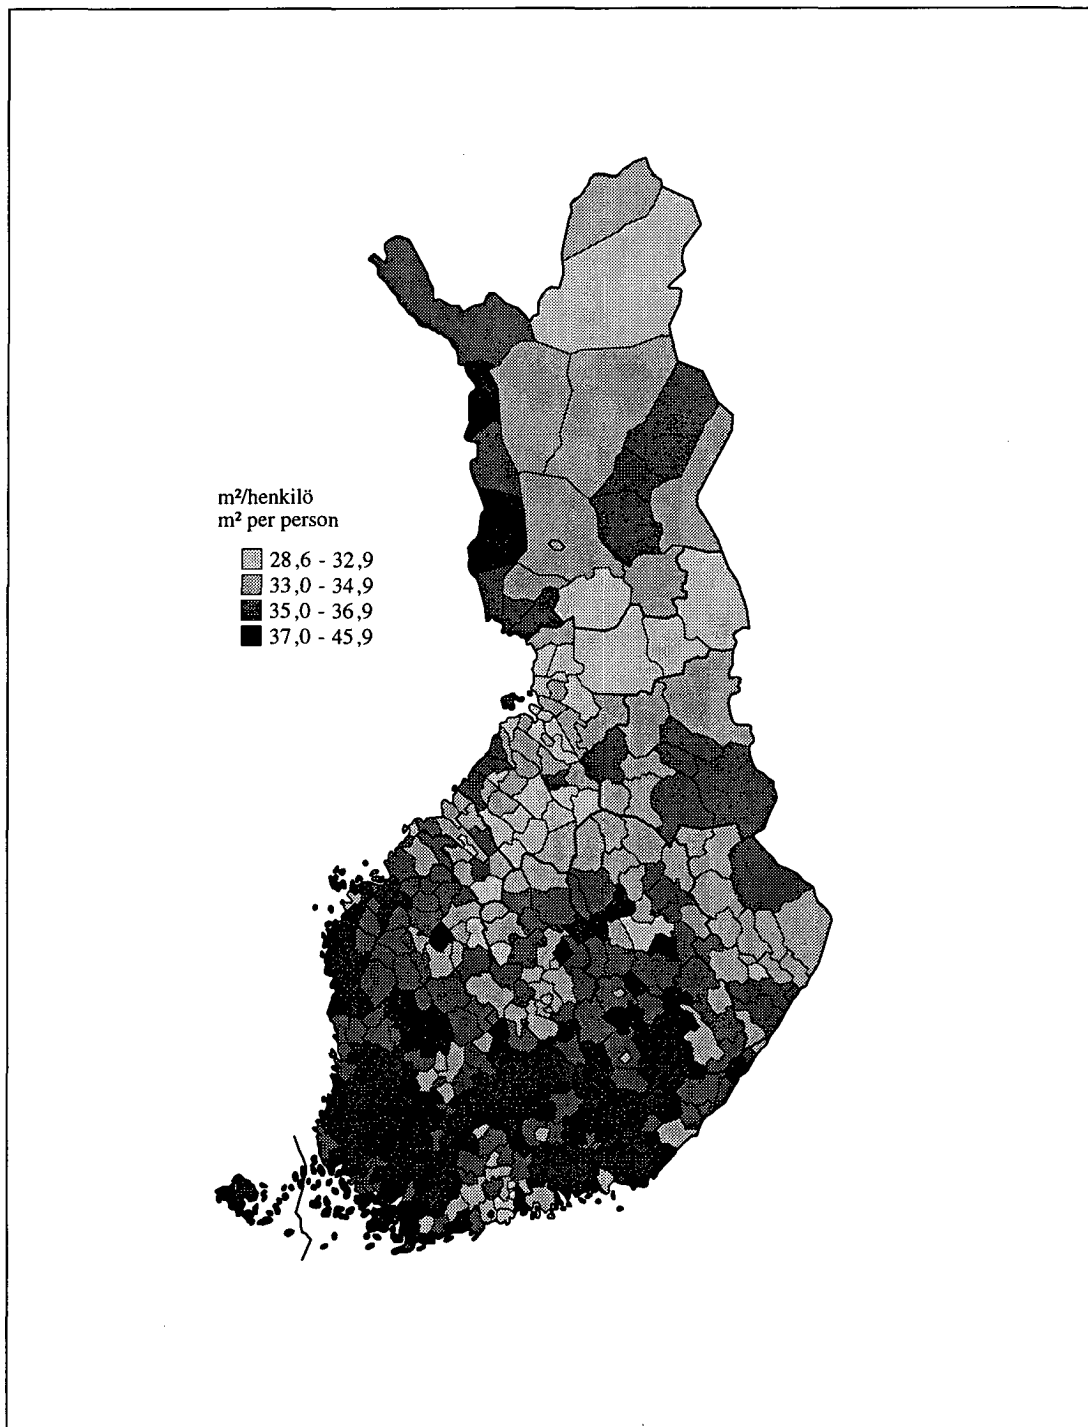 m²/henkilö
m² per person
28,6 - 32,9
33,0 - 34,9
35,0 - 36,9
37,0 - 45,9